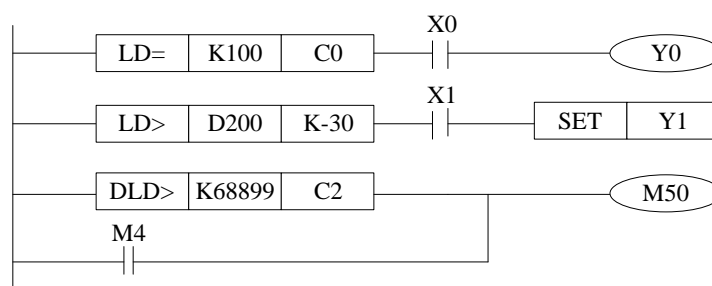 X0
LD= K100 C0 Y0
X1
LD> D200 K-30 SET Y1
DLD> K68899 C2 M50
M4